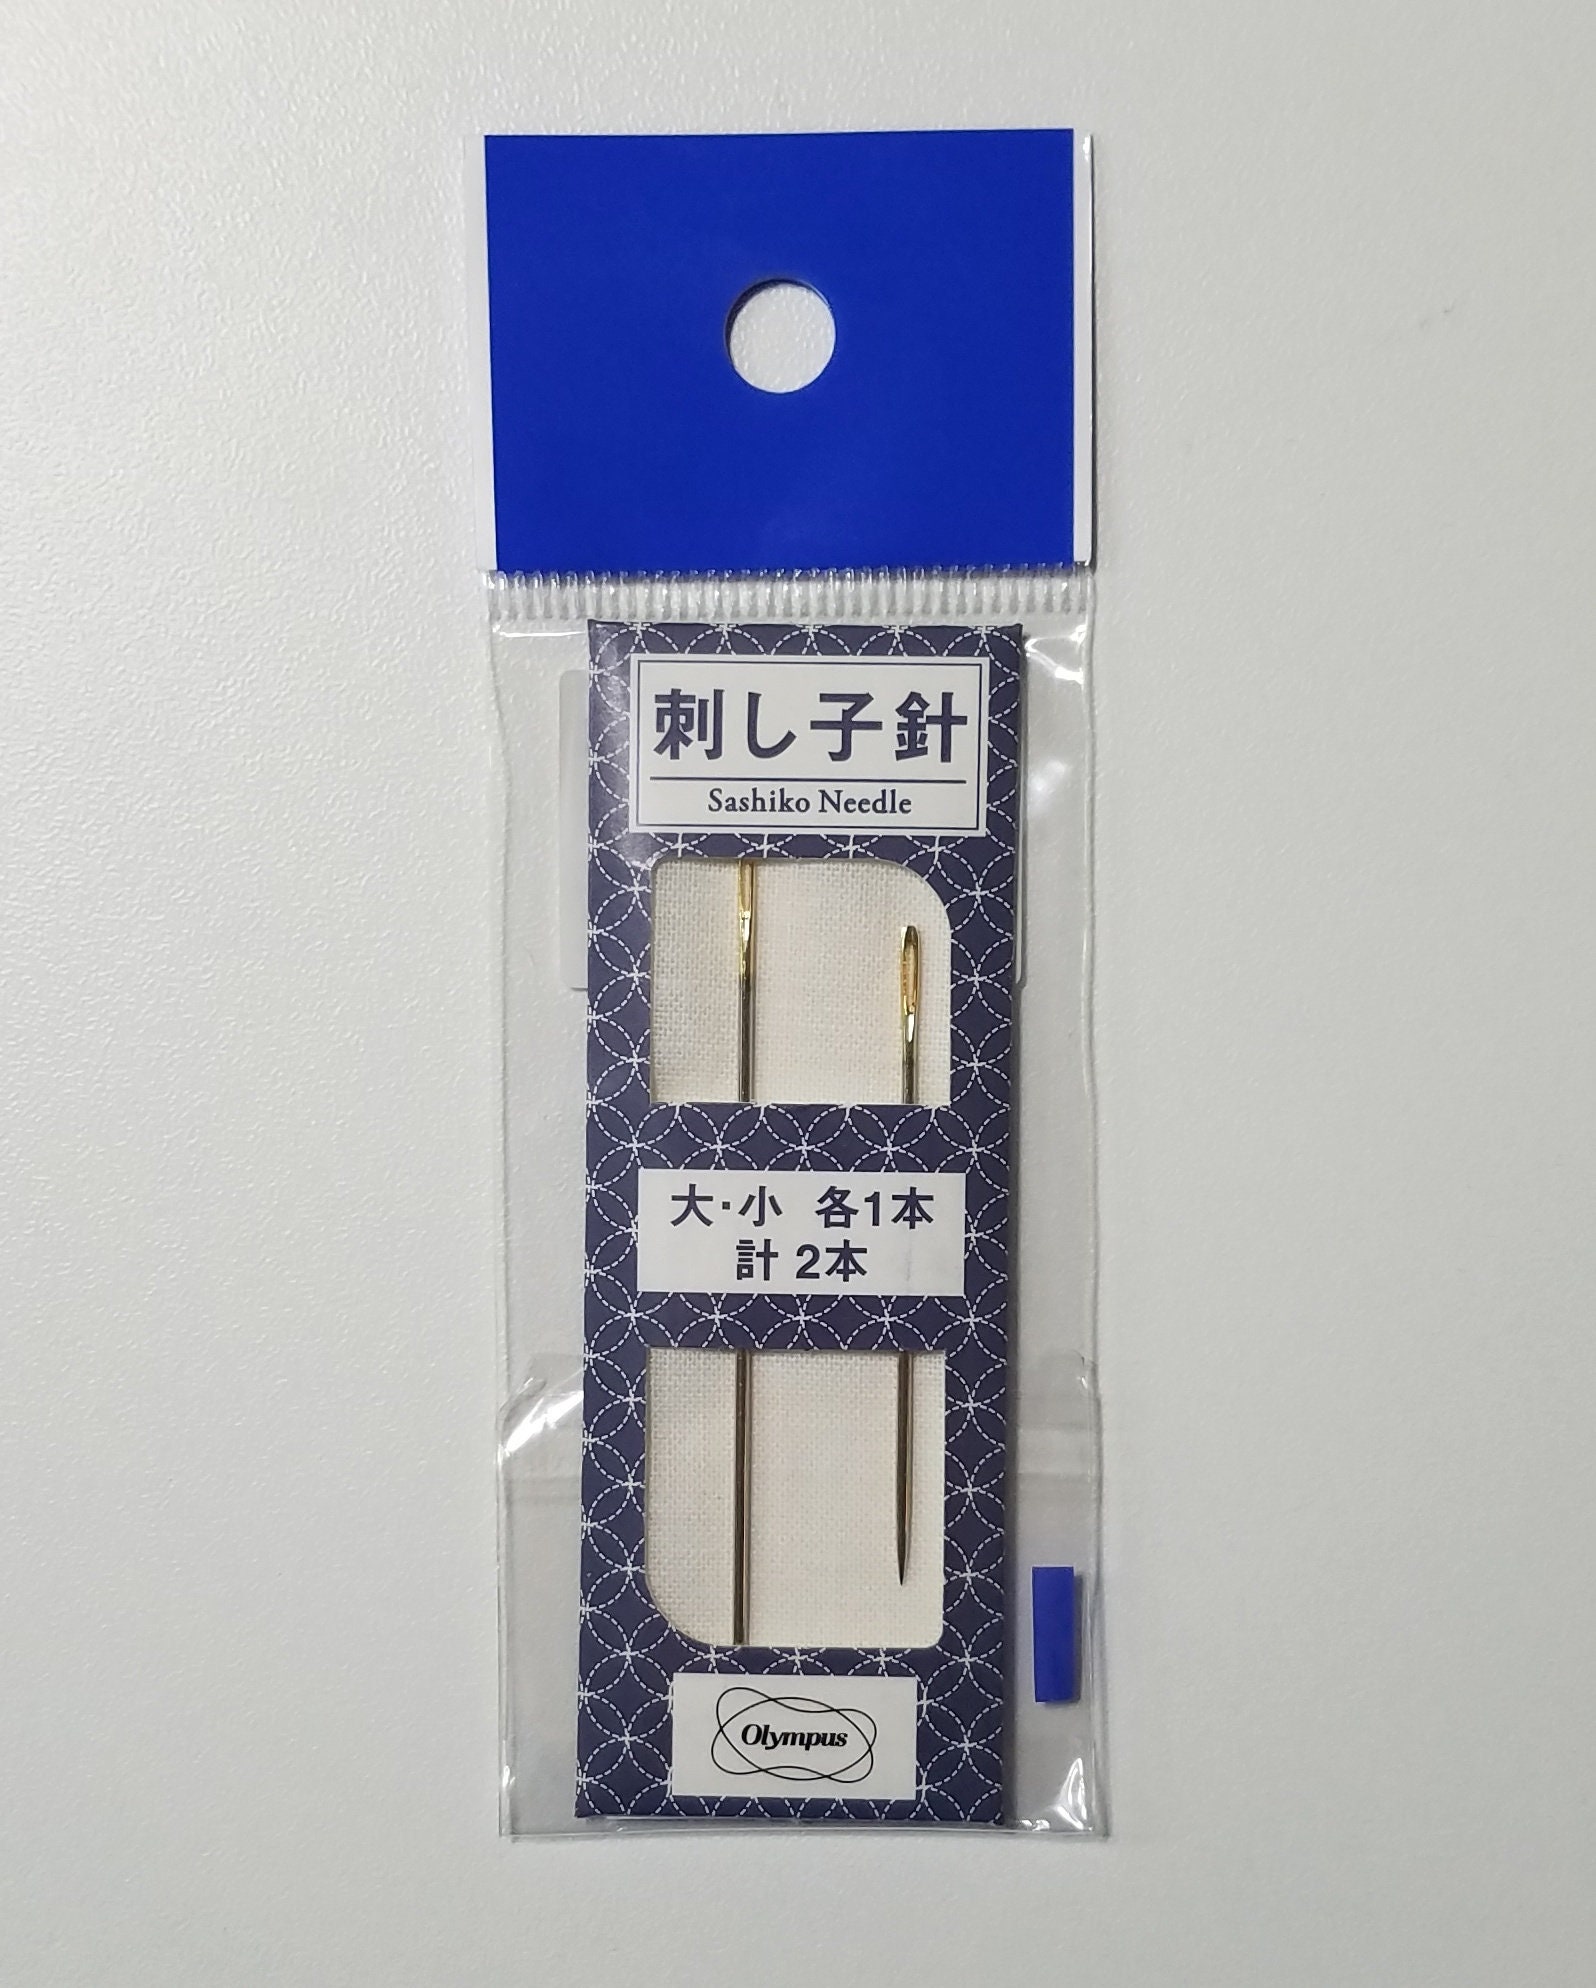 刺し子針
Sashiko Needle
大・小 各1本
計 2本
Olympus